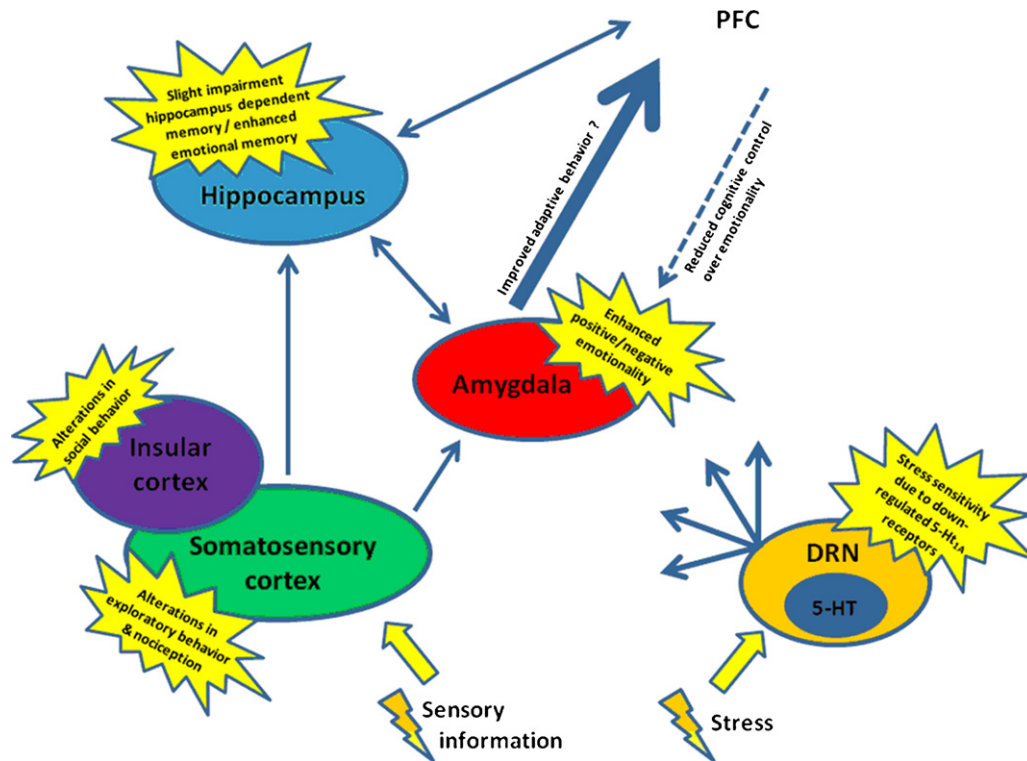 PFC
Slight impairment
hippocampus dependent
memory / enhanced
emotional memory
Hippocampus
Improved adaptive behavior ?
Reduced cognitive control
over emotionality
Enhanced
positive/negative
emotionality
Amygdala
Alterations in
social behavior
Insular
cortex
Somatosensory
cortex
Alterations in
exploratory behavior
& nociception
Stress sensitivity
due to down-
regulated 5-Ht1A
receptors
DRN
5-HT
Sensory
information
Stress